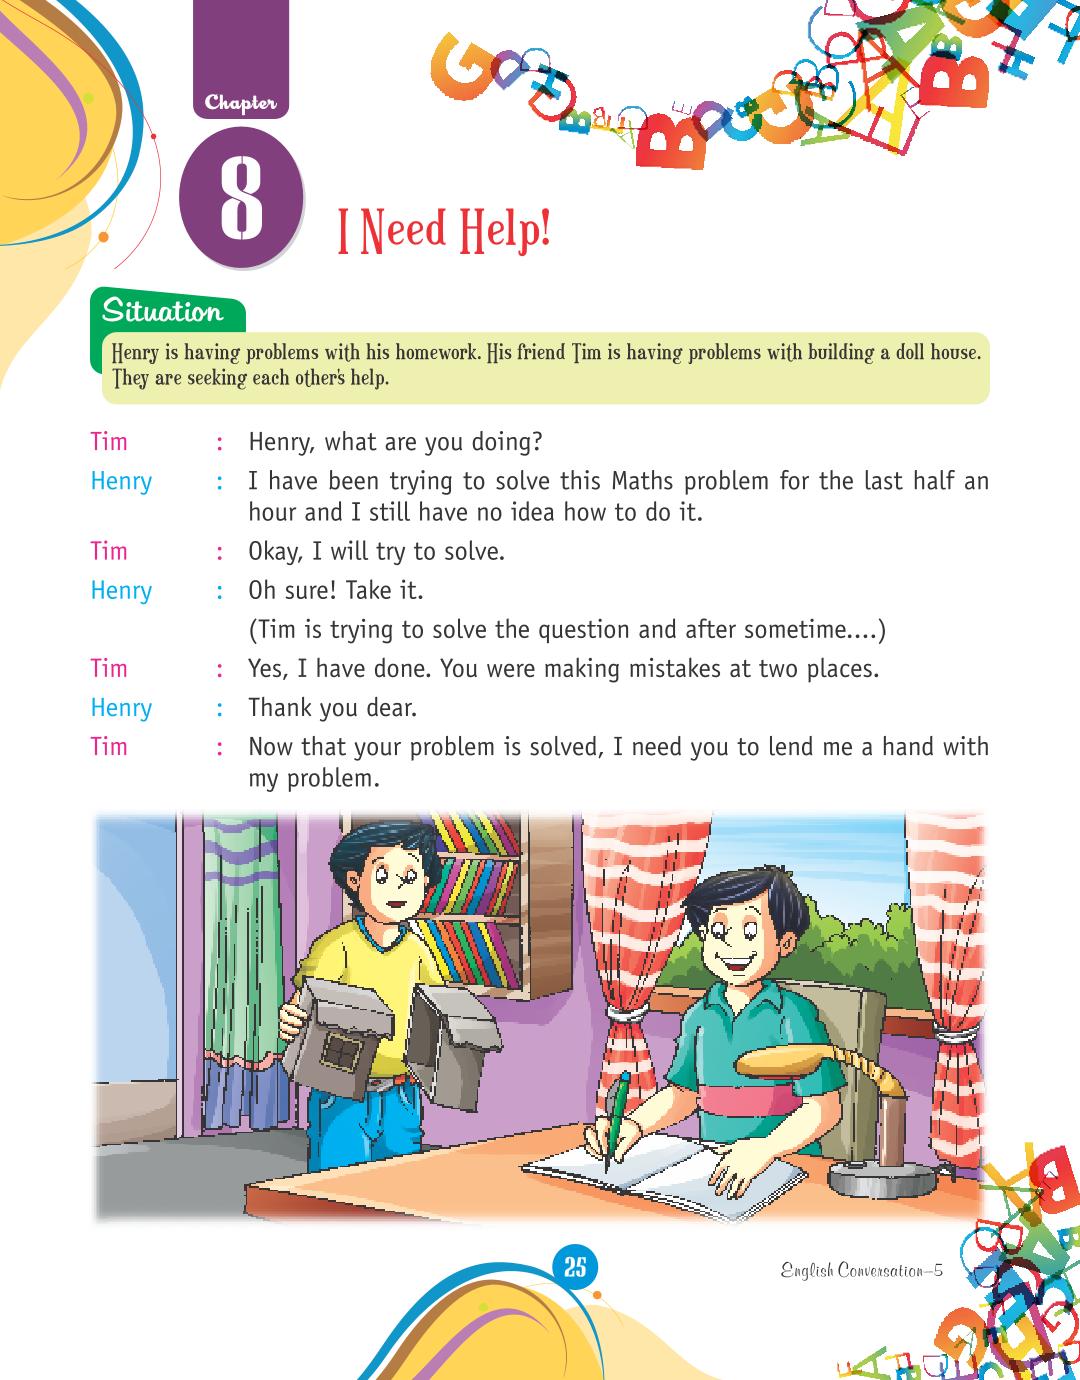 Chapter
8
I Need Help!
Situation
Henry is having problems with his homework. His friend Tim is having problems with building a doll house.
They are seeking each other's help.
Tim : Henry, what are you doing?
Henry : I have been trying to solve this Maths problem for the last half an
hour and I still have no idea how to do it.
Tim : Okay, I will try to solve.
Henry : Oh sure! Take it.
(Tim is trying to solve the question and after sometime....)
Tim : Yes, I have done. You were making mistakes at two places.
Henry : Thank you dear.
Tim : Now that your problem is solved, I need you to lend me a hand with
my problem.
25
English Conversation–5